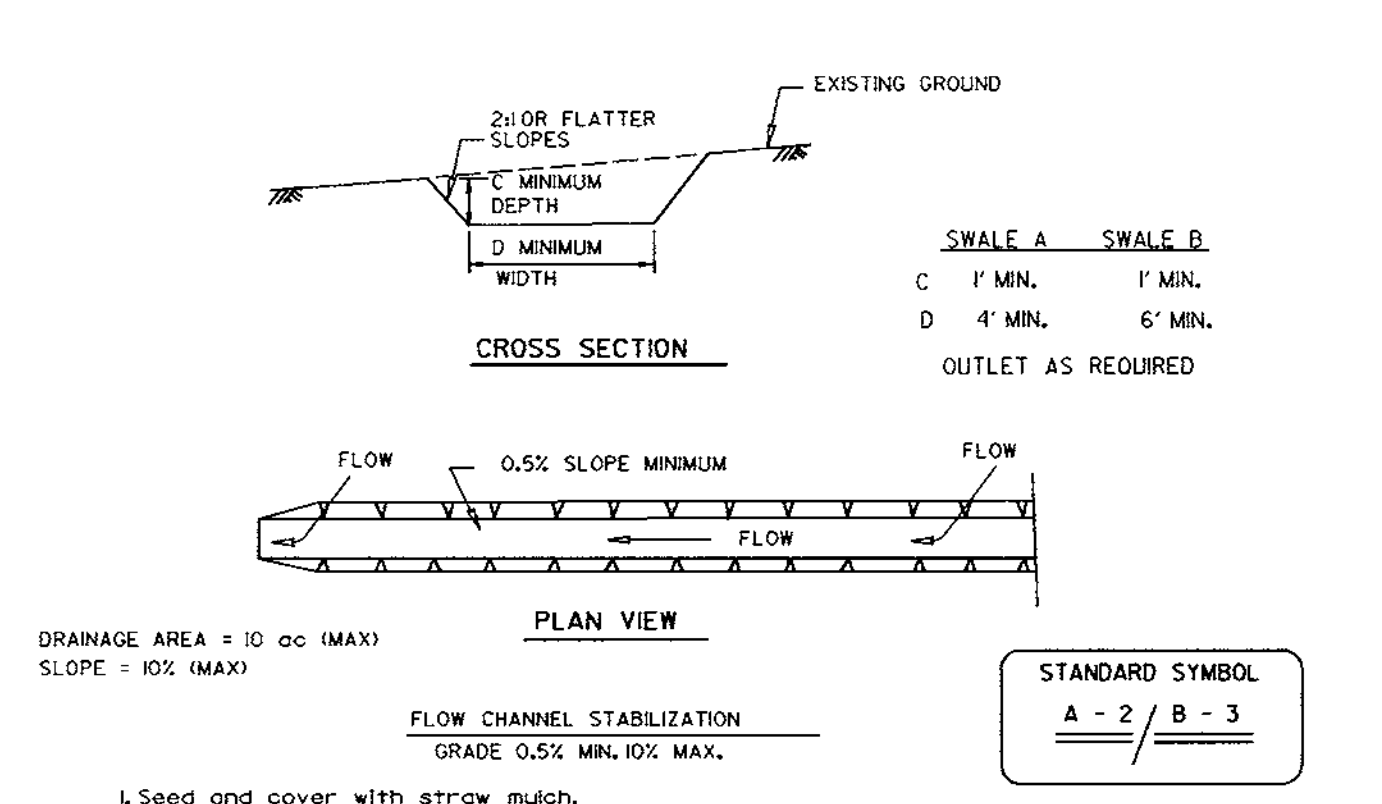 EXISTING GROUND
2:1 OR FLATTER
SLOPES
C MINIMUM
DEPTH
D MINIMUM
WIDTH
CROSS SECTION
SWALE A SWALE B
C 1' MIN. 1' MIN.
D 4' MIN. 6' MIN.
OUTLET AS REQUIRED
FLOW
0.5% SLOPE MINIMUM
FLOW
FLOW
PLAN VIEW
DRAINAGE AREA = 10 ac (MAX)
SLOPE = 10% (MAX)
STANDARD SYMBOL
A - 2 / B - 3
FLOW CHANNEL STABILIZATION
GRADE 0.5% MIN. 10% MAX.
1. Seed and cover with straw mulch.